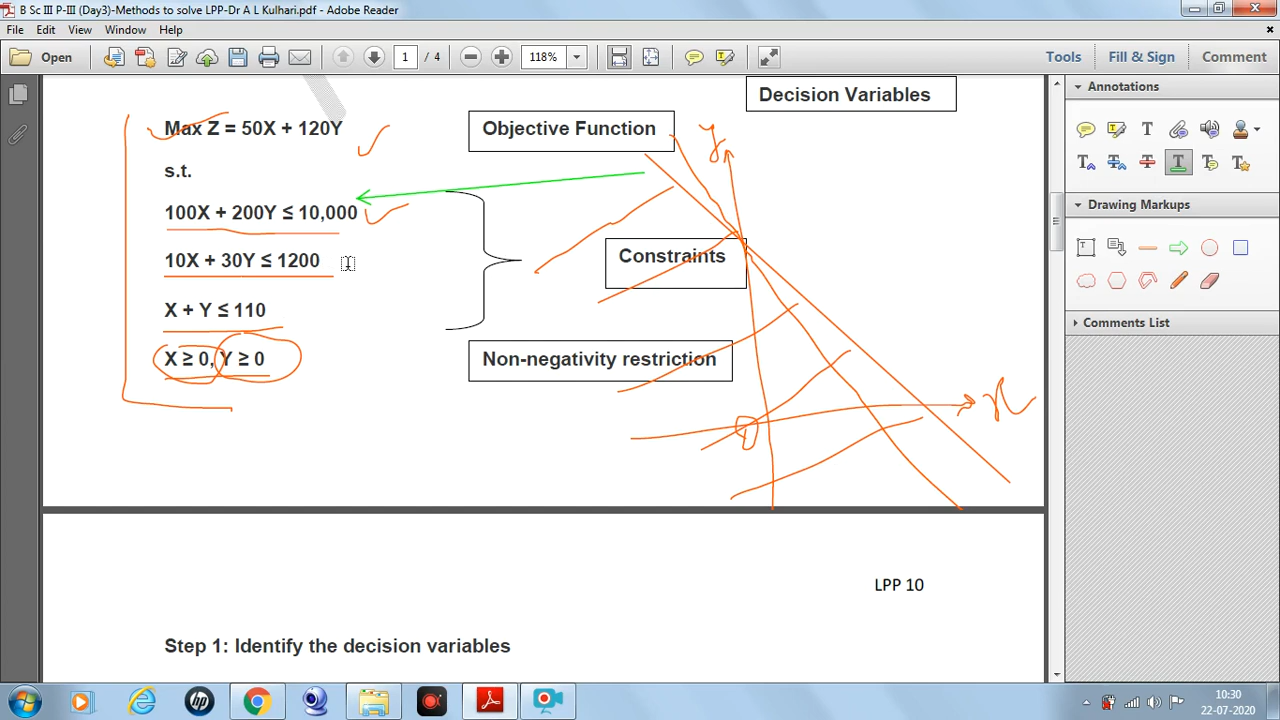 B Sc III P-III (Day3)-Methods to solve LPP-Dr A L Kulhari.pdf - Adobe Reader
File Edit View Window Help
Open 1 / 4 118% Tools Fill & Sign Comment
Decision Variables
Max Z = 50X + 120Y
Objective Function
s.t.
100X + 200Y ≤ 10,000
10X + 30Y ≤ 1200
Constraints
X + Y ≤ 110
X ≥ 0, Y ≥ 0
Non-negativity restriction
y
x
LPP 10
Step 1: Identify the decision variables
Annotations
Drawing Markups
Comments List
10:30
22-07-2020